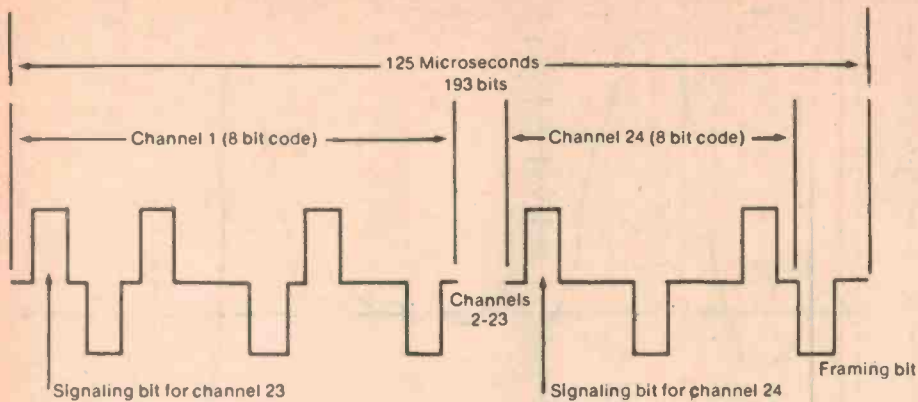 125 Microseconds
193 bits
Channel 1 (8 bit code)
Channel 24 (8 bit code)
Channels
2-23
Framing bit
Signaling bit for channel 23
Signaling bit for channel 24